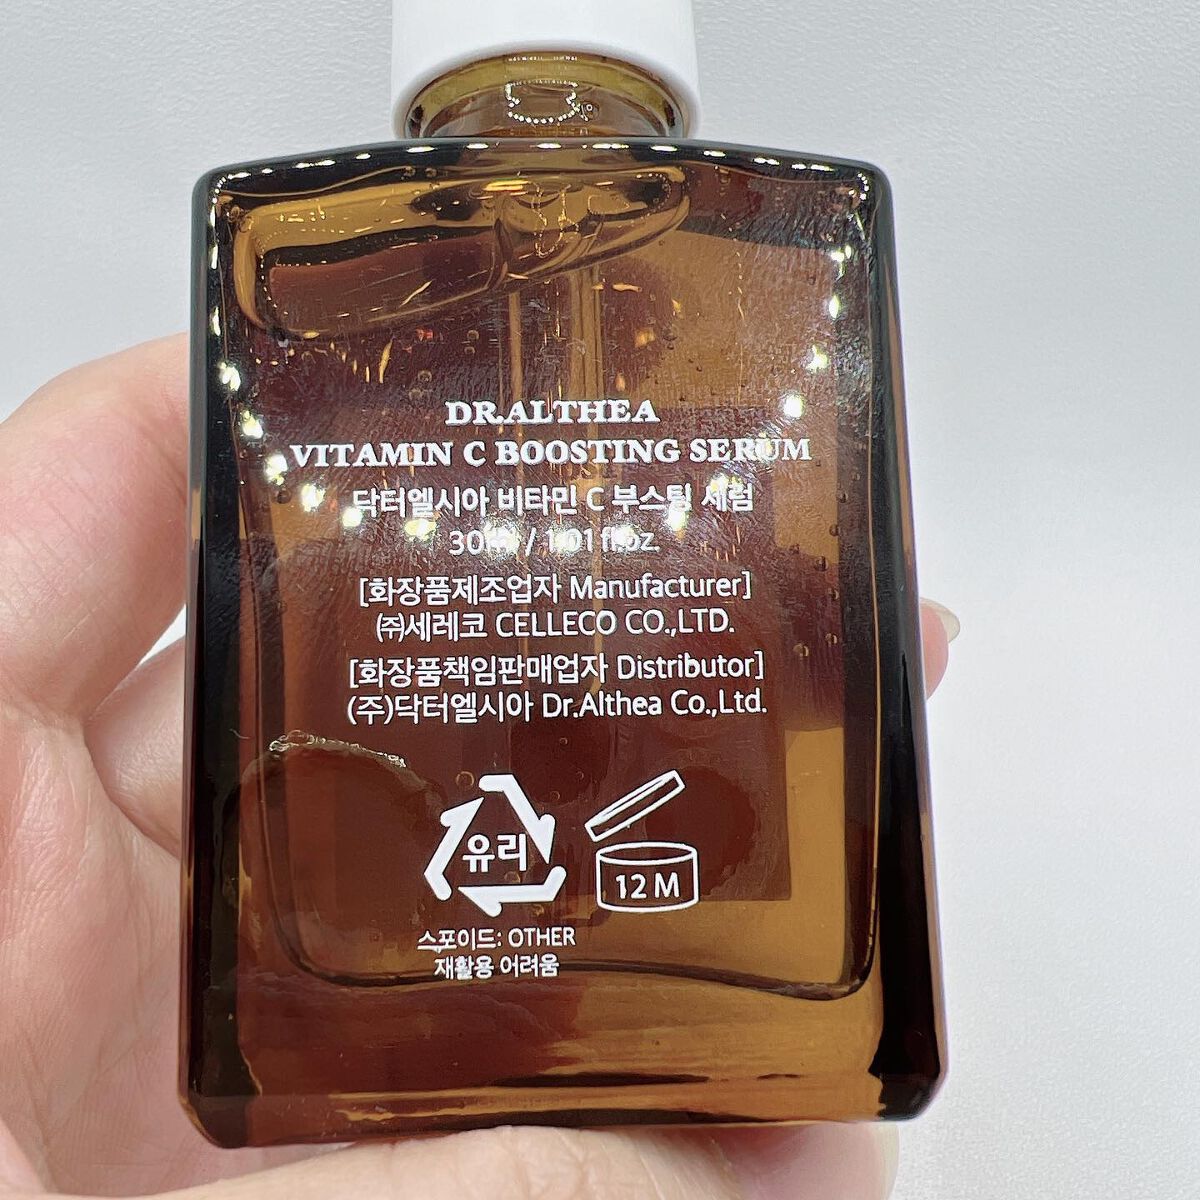 DR.ALTHEA
VITAMIN C BOOSTING SERUM
닥터엘시아 비타민 C 부스팅 세럼
30ml / 1.01fl.oz.
[화장품제조업자 Manufacturer]
㈜세레코 CELLECO CO.,LTD.
[화장품책임판매업자 Distributor]
(주)닥터엘시아 Dr.Althea Co.,Ltd.
유리
12 M
스포이드: OTHER
재활용 어려움